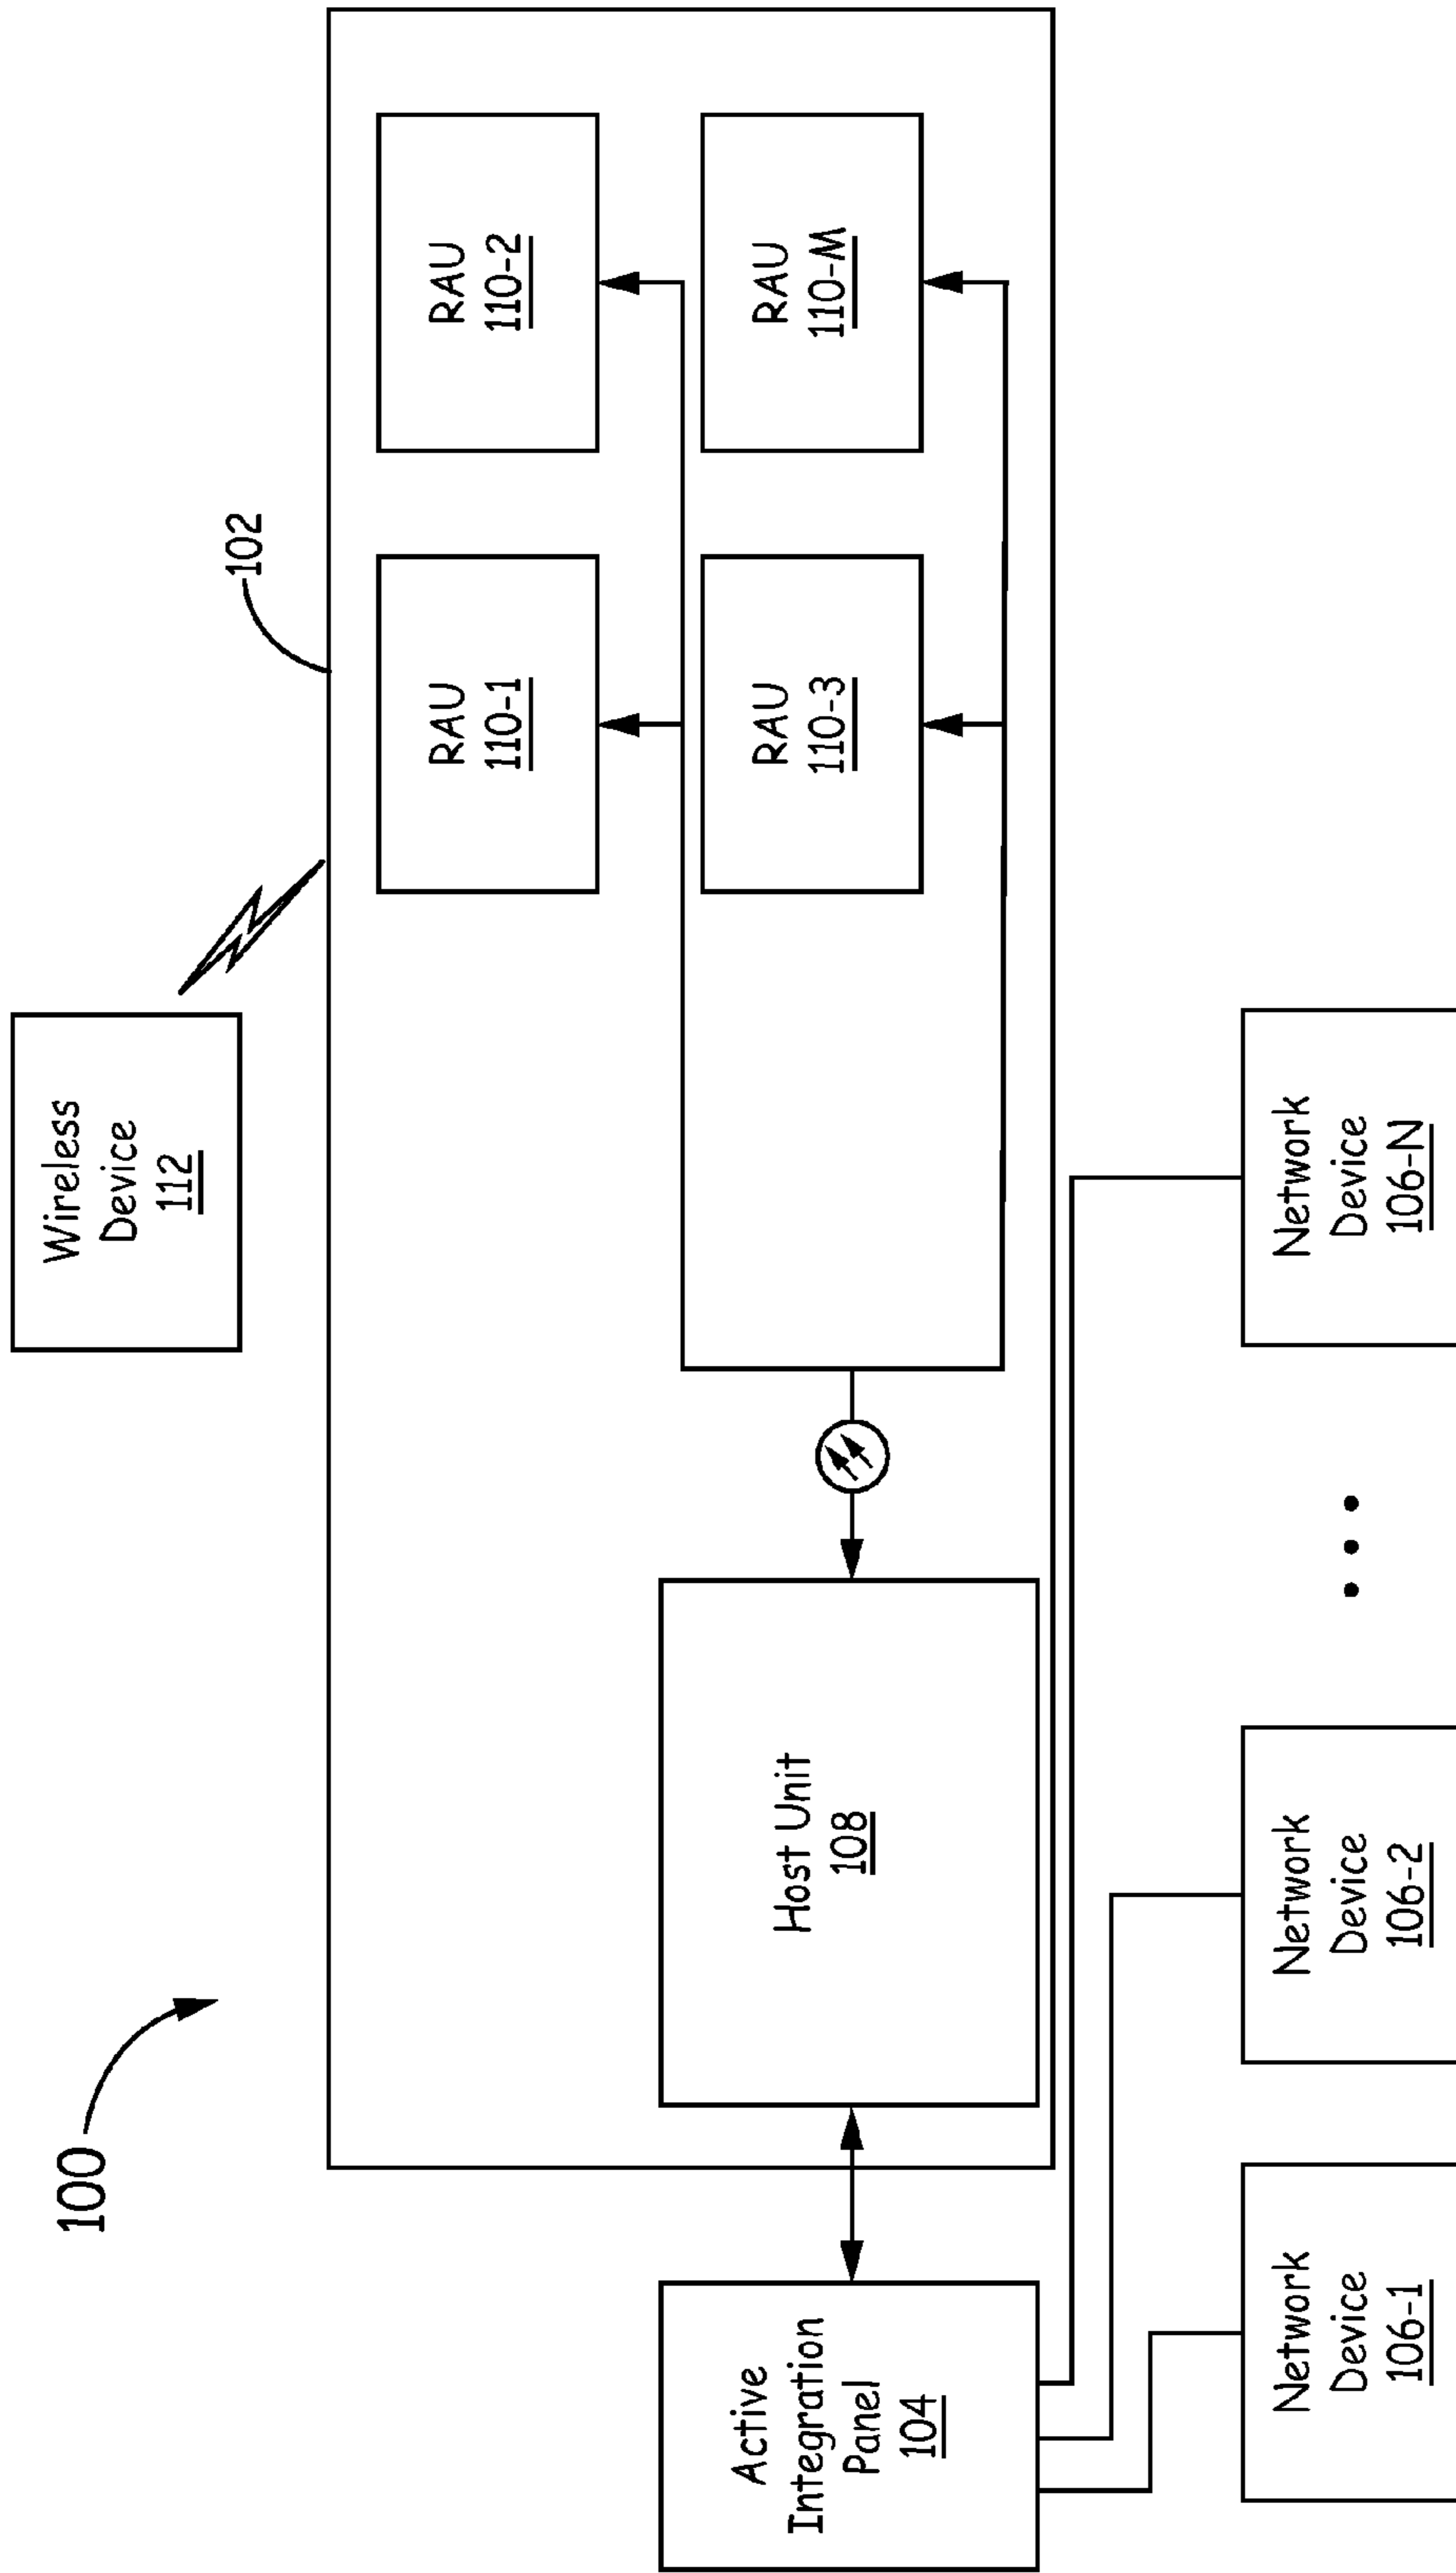 100
Wireless
Device
112
102
RAU
110-1
RAU
110-2
RAU
110-3
RAU
110-M
Active
Integration
Panel
104
Host Unit
108
Network
Device
106-1
Network
Device
106-2
Network
Device
106-N